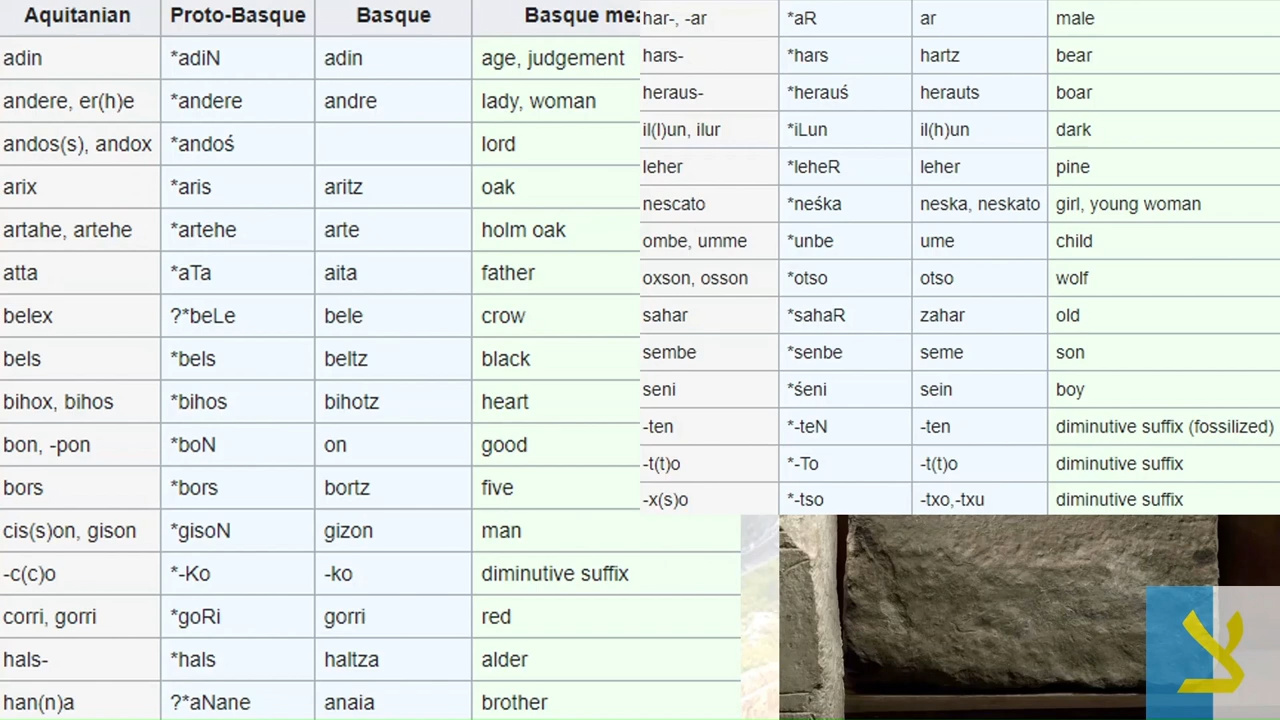 Aquitanian Proto-Basque Basque Basque mea
adin *adiN adin age, judgement
andere, er(h)e *andere andre lady, woman
andos(s), andox *andoś lord
arix *aris aritz oak
artahe, artehe *artehe arte holm oak
atta *aTa aita father
belex ?*beLe bele crow
bels *bels beltz black
bihox, bihos *bihos bihotz heart
bon, -pon *boN on good
bors *bors bortz five
cis(s)on, gison *gisoN gizon man
-c(c)o *-Ko -ko diminutive suffix
corri, gorri *goRi gorri red
hals- *hals haltza alder
han(n)a ?*aNane anaia brother
har-, -ar *aR ar male
hars- *hars hartz bear
heraus- *herauś herauts boar
il(l)un, ilur *iLun il(h)un dark
leher *leheR leher pine
nescato *neśka neska, neskato girl, young woman
ombe, umme *unbe ume child
oxson, osson *otso otso wolf
sahar *sahaR zahar old
sembe *senbe seme son
seni *śeni sein boy
-ten *-teN -ten diminutive suffix (fossilized)
-t(t)o *-To -t(t)o diminutive suffix
-x(s)o *-tso -txo,-txu diminutive suffix
צ